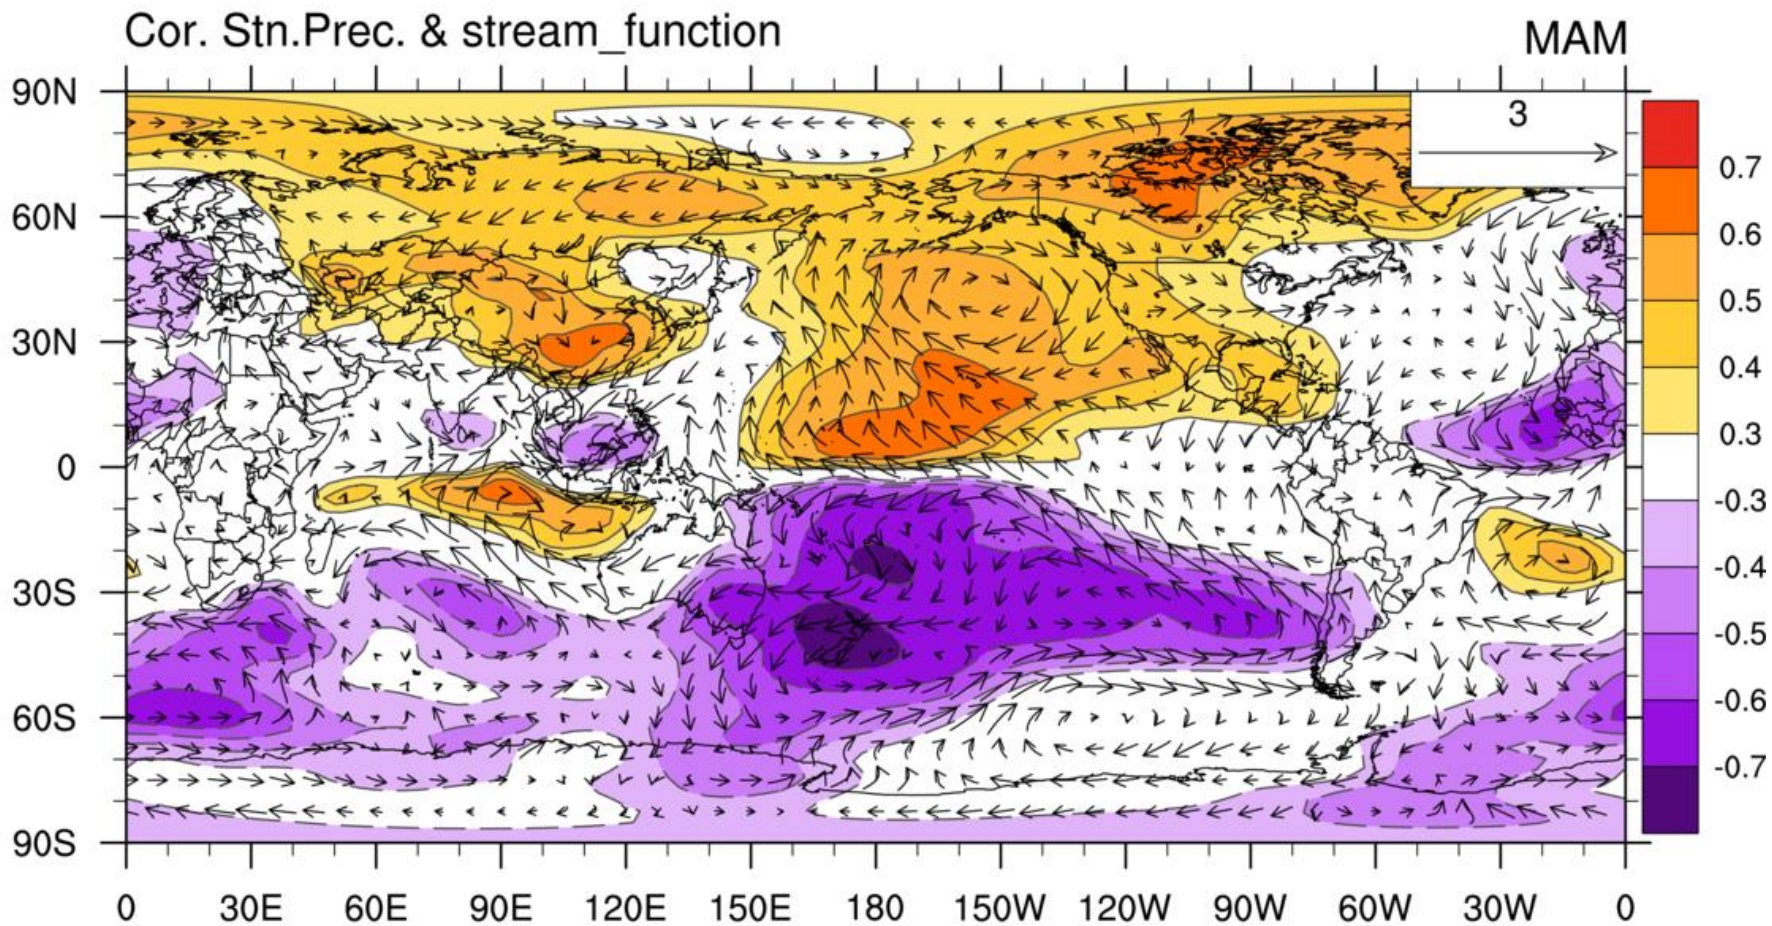 Cor. Stn.Prec. & stream_function
MAM
90N
60N
30N
0
30S
60S
90S
3
0.7
0.6
0.5
0.4
0.3
-0.3
-0.4
-0.5
-0.6
-0.7
0 30E 60E 90E 120E 150E 180 150W 120W 90W 60W 30W 0